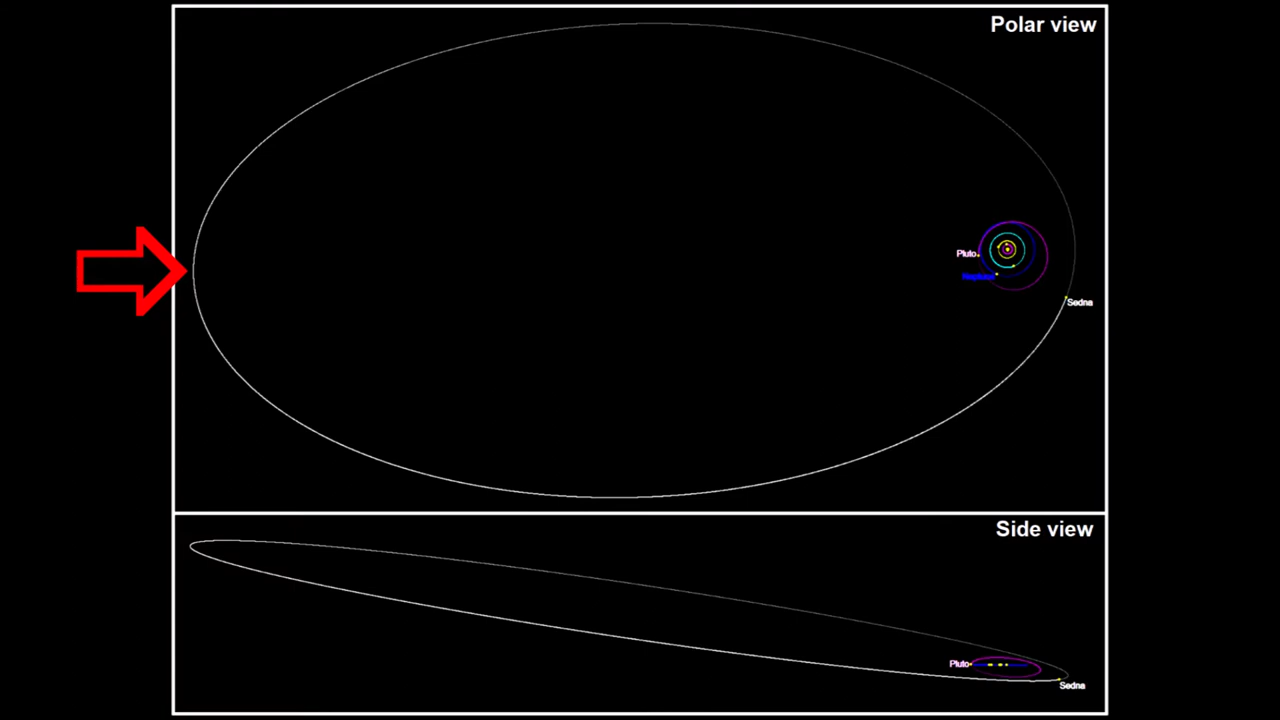 Polar view
Pluto
Neptune
Sedna
Side view
Pluto
Sedna